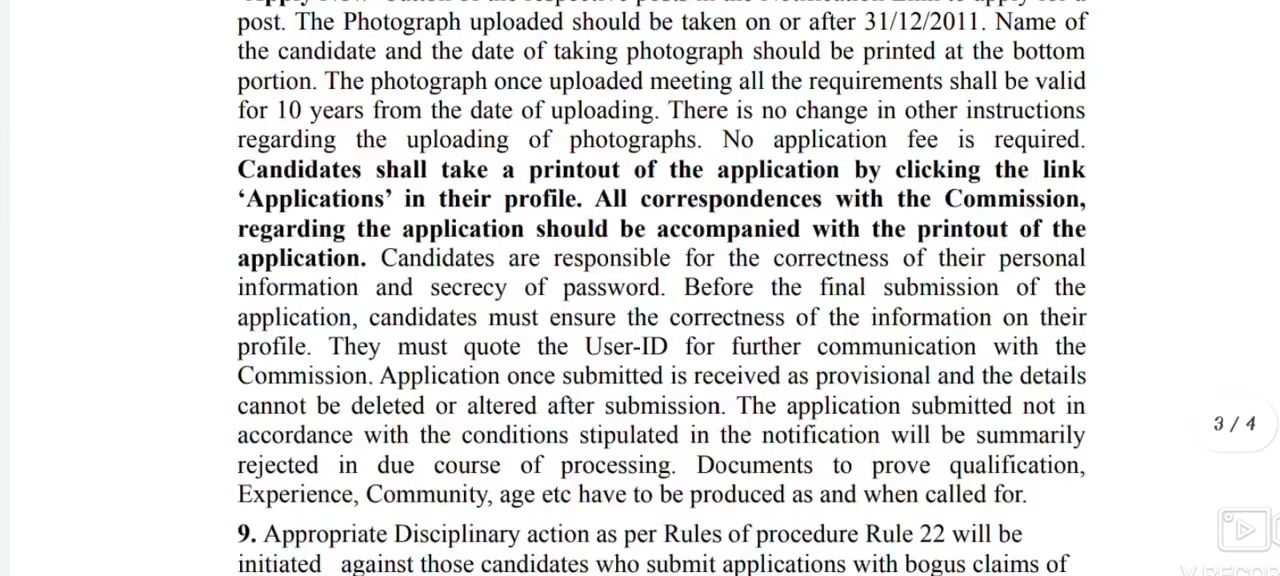 post. The Photograph uploaded should be taken on or after 31/12/2011. Name of
the candidate and the date of taking photograph should be printed at the bottom
portion. The photograph once uploaded meeting all the requirements shall be valid
for 10 years from the date of uploading. There is no change in other instructions
regarding the uploading of photographs. No application fee is required.
Candidates shall take a printout of the application by clicking the link
‘Applications’ in their profile. All correspondences with the Commission,
regarding the application should be accompanied with the printout of the
application. Candidates are responsible for the correctness of their personal
information and secrecy of password. Before the final submission of the
application, candidates must ensure the correctness of the information on their
profile. They must quote the User-ID for further communication with the
Commission. Application once submitted is received as provisional and the details
cannot be deleted or altered after submission. The application submitted not in
accordance with the conditions stipulated in the notification will be summarily
rejected in due course of processing. Documents to prove qualification,
Experience, Community, age etc have to be produced as and when called for.
9. Appropriate Disciplinary action as per Rules of procedure Rule 22 will be
initiated against those candidates who submit applications with bogus claims of
3 / 4